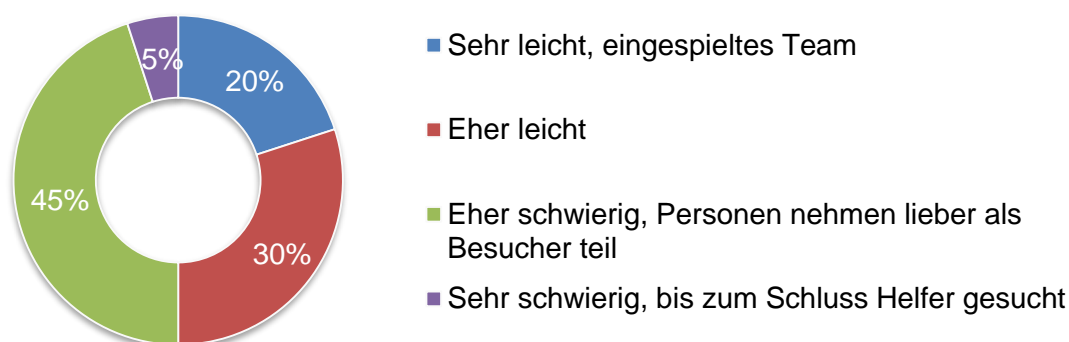 5%
20%
45%
30%
Sehr leicht, eingespieltes Team
Eher leicht
Eher schwierig, Personen nehmen lieber als
Besucher teil
Sehr schwierig, bis zum Schluss Helfer gesucht